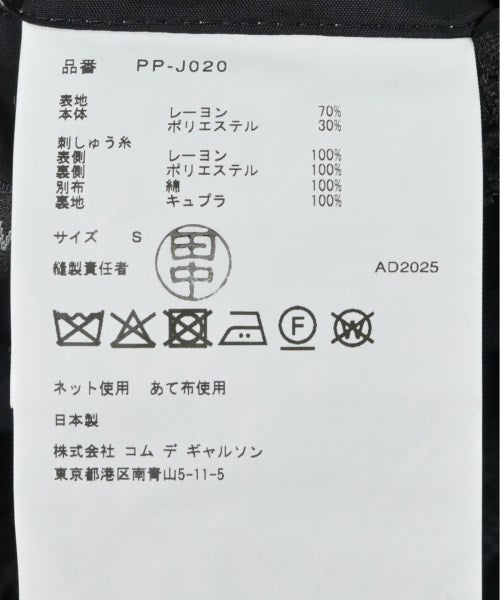 品番 PP-J020
表地
本体 レーヨン 70%
ポリエステル 30%
刺しゅう糸
表側 レーヨン 100%
裏側 ポリエステル 100%
別布 綿 100%
裏地 キュプラ 100%
サイズ S
田中
縫製責任者 AD2025
F W
ネット使用 あて布使用
日本製
株式会社 コム デ ギャルソン
東京都港区南青山5-11-5